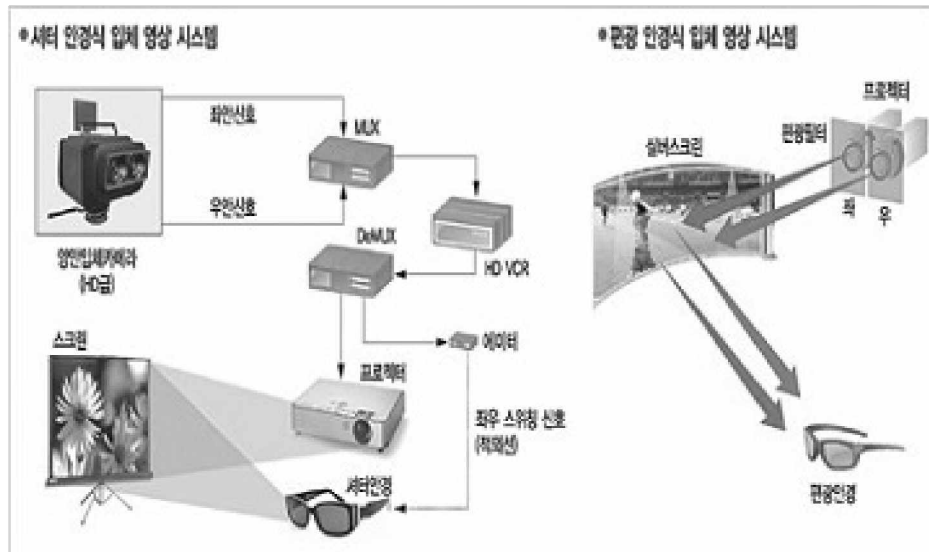 셔터 안경식 입체 영상 시스템
좌안신호
MUX
우안신호
양안입체카메라
(HD급)
DeMUX
HD VCR
에미터
스크린
프로젝터
좌우 스위칭 신호
(적외선)
셔터안경
편광 안경식 입체 영상 시스템
프로젝터
편광필터
실버스크린
좌
우
편광안경